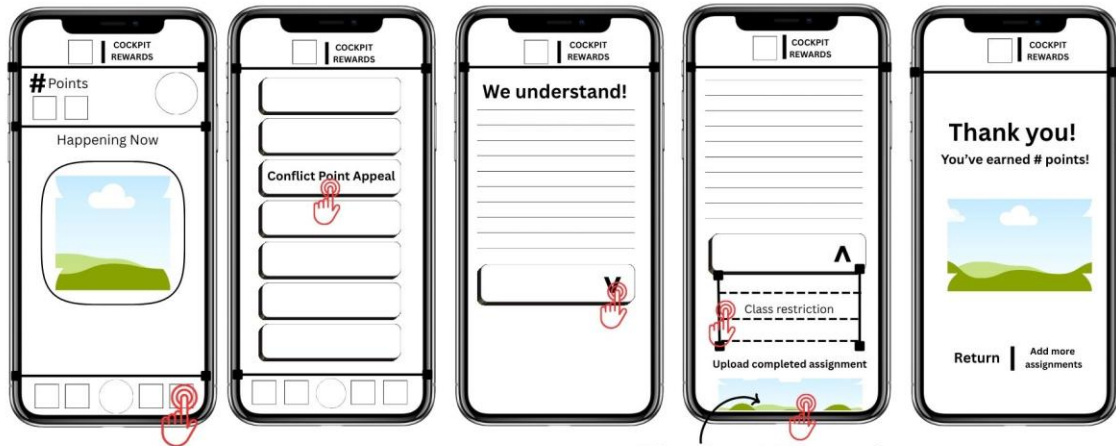 COCKPIT
REWARDS
# Points
Happening Now
COCKPIT
REWARDS
Conflict Point Appeal
COCKPIT
REWARDS
We understand!
V
COCKPIT
REWARDS
Λ
Class restriction
Upload completed assignment
COCKPIT
REWARDS
Thank you!
You've earned # points!
Return
Add more
assignments